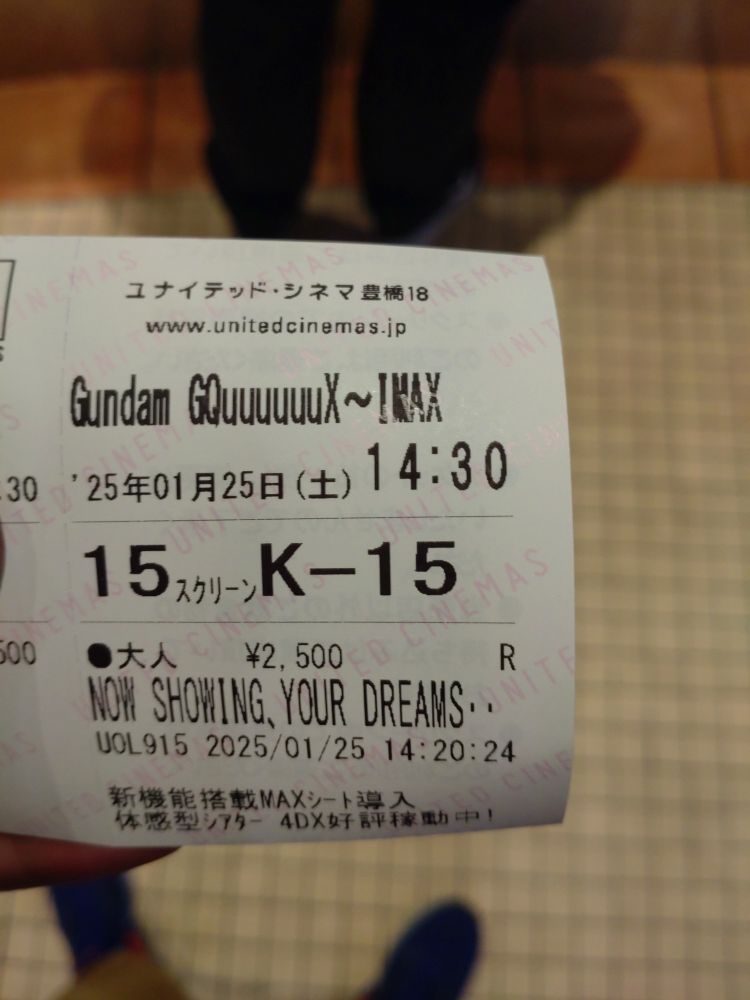 ユナイテッド・シネマ豊橋18
www.unitedcinemas.jp
Gundam GQuuuuuuX～IMAX
'25年01月25日(土) 14:30
15スクリーン K－15
●大人 ¥2,500 R
NOW SHOWING、YOUR DREAMS‥
UOL915 2025/01/25 14:20:24
新機能搭載MAXシート導入
体感型シアター 4DX好評稼動中!
:30
500
UNITED CINEMAS